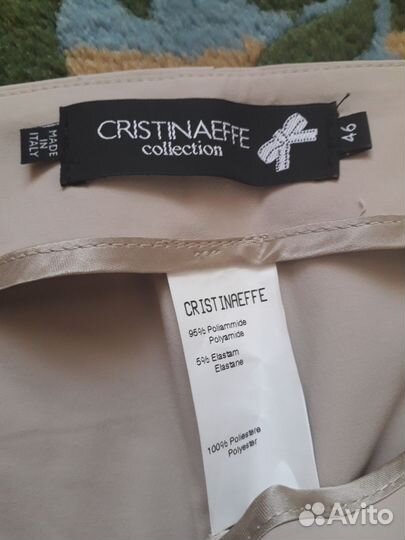 MADE
IN
ITALY
CRISTINAEFFE
collection
46
CRISTINAEFFE
95% Poliammide
Polyamide
5% Elastam
Elastane
100% Poliestere
Polyester
Avito